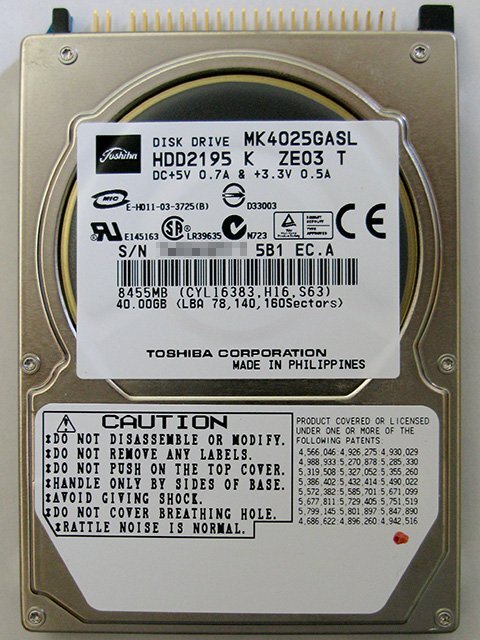 Toshiba
DISK DRIVE MK4025GASL
HDD2195 K ZE03 T
DC+5V 0.7A & +3.3V 0.5A
MIC
E-H011-03-3725(B)
D33003
E145163
LR39635
N723
S/N 5B1 EC.A
8455MB (CYL16383,H16,S63)
40.00GB (LBA 78,140,160Sectors)
TOSHIBA CORPORATION
MADE IN PHILIPPINES
CAUTION
*DO NOT DISASSEMBLE OR MODIFY.
*DO NOT REMOVE ANY LABELS.
*DO NOT PUSH ON THE TOP COVER.
*HANDLE ONLY BY SIDES OF BASE.
*AVOID GIVING SHOCK.
*DO NOT COVER BREATHING HOLE.
*RATTLE NOISE IS NORMAL.
PRODUCT COVERED OR LICENSED
UNDER ONE OR MORE OF THE
FOLLOWING PATENTS:
4,566,046 4,926,275 4,930,029
4,988,933 5,270,878 5,285,330
5,319,508 5,327,052 5,355,260
5,386,402 5,432,414 5,490,022
5,572,382 5,585,701 5,671,099
5,677,811 5,729,405 5,751,519
5,799,145 5,801,897 5,847,890
4,686,622 4,896,260 4,942,516